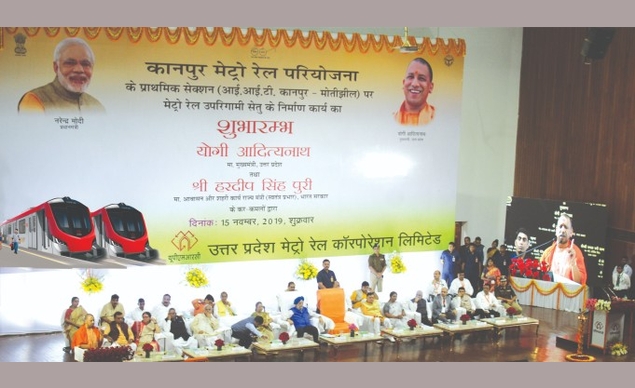 कानपुर मेट्रो रेल परियोजना
के प्राथमिक सेक्शन (आई.आई.टी. कानपुर - मोतीझील) पर
मेट्रो रेल उपरिगामी सेतु के निर्माण कार्य का
शुभारम्भ
नरेन्द्र मोदी
प्रधानमंत्री
योगी आदित्यनाथ
योगी आदित्यनाथ
मा. मुख्यमंत्री, उत्तर प्रदेश
तथा
श्री हरदीप सिंह पुरी
मा. आवासन और शहरी कार्य राज्य मंत्री (स्वतंत्र प्रभार), भारत सरकार
के कर-कमलों द्वारा
दिनांक: 15 नवम्बर, 2019, शुक्रवार
यूपीएमआरसी
उत्तर प्रदेश मेट्रो रेल कॉरपोरेशन लिमिटेड